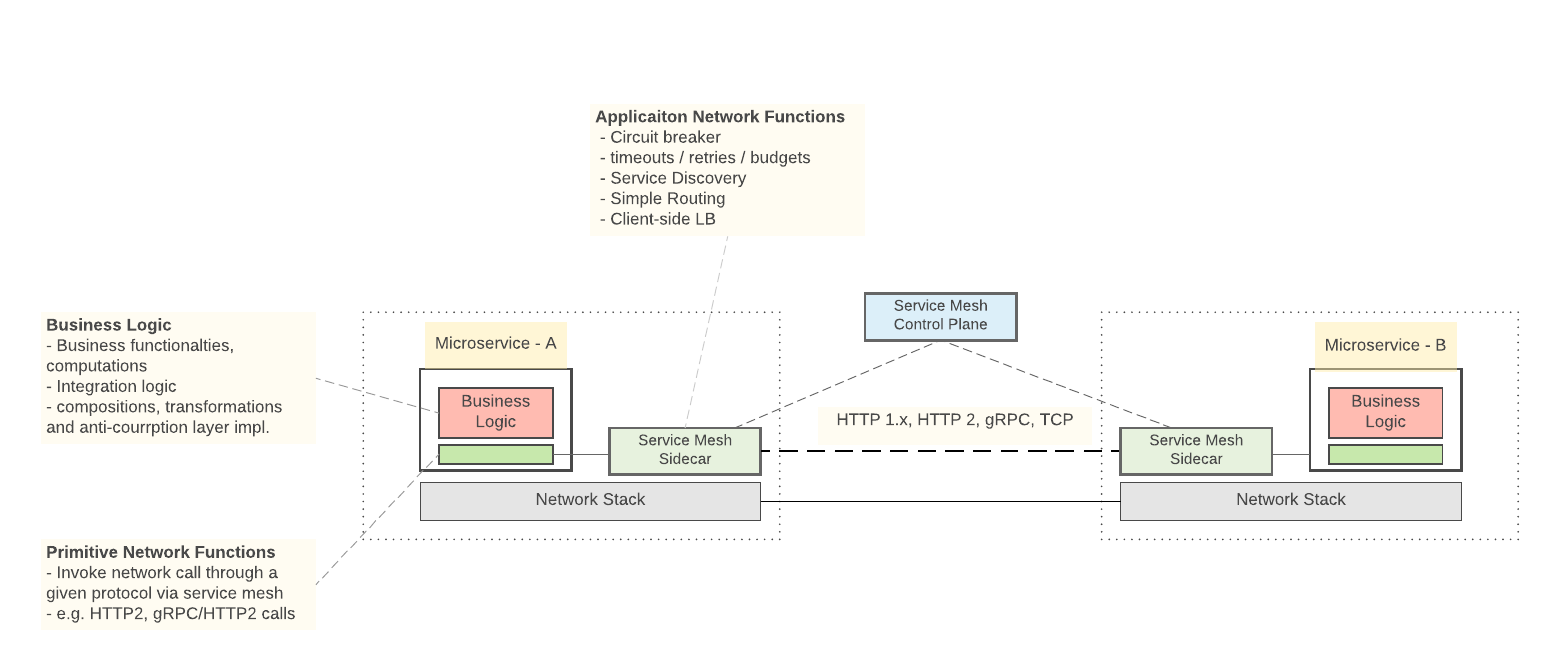 Applicaiton Network Functions
- Circuit breaker
- timeouts / retries / budgets
- Service Discovery
- Simple Routing
- Client-side LB
Service Mesh
Control Plane
Business Logic
- Business functionalties,
computations
- Integration logic
- compositions, transformations
and anti-courrption layer impl.
Microservice - A
Business
Logic
Service Mesh
Sidecar
Network Stack
HTTP 1.x, HTTP 2, gRPC, TCP
Microservice - B
Business
Logic
Service Mesh
Sidecar
Network Stack
Primitive Network Functions
- Invoke network call through a
given protocol via service mesh
- e.g. HTTP2, gRPC/HTTP2 calls